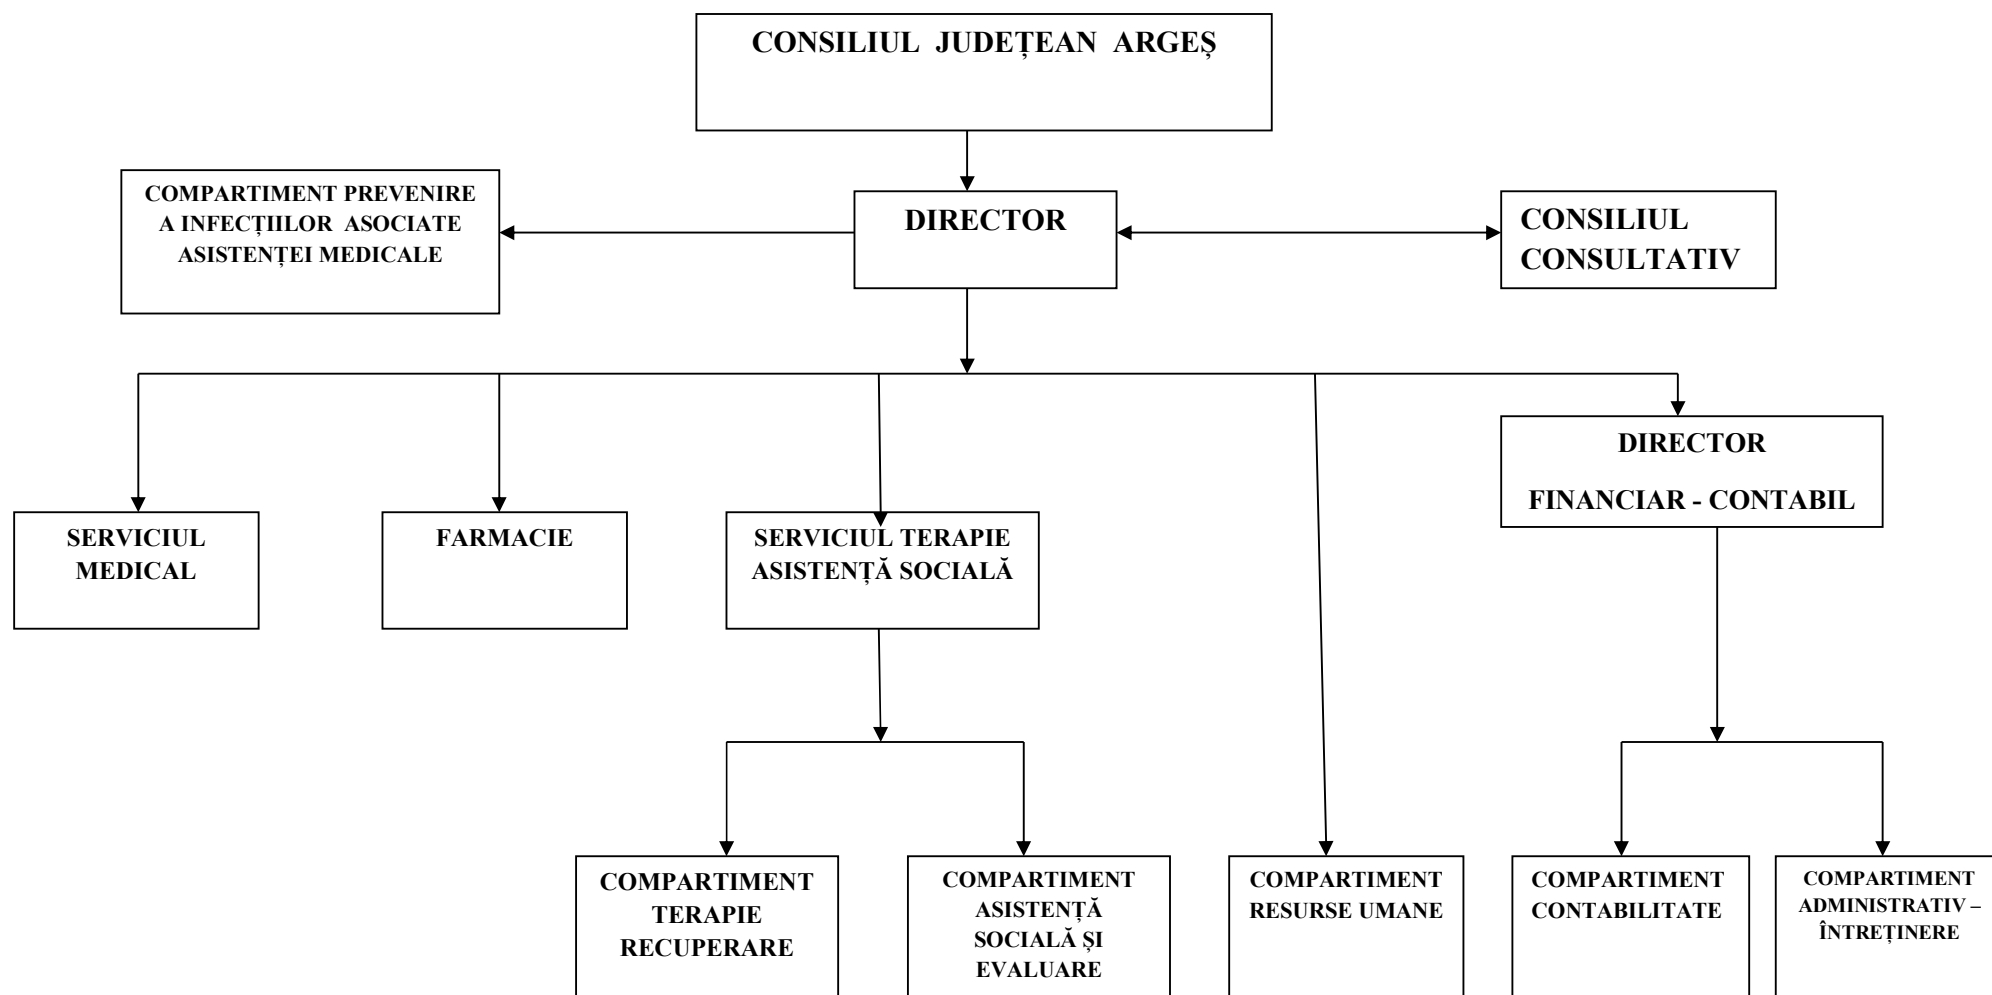 CONSILIUL JUDEȚEAN ARGEȘ
COMPARTIMENT PREVENIRE
A INFECȚIILOR ASOCIATE
ASISTENȚEI MEDICALE
DIRECTOR
CONSILIUL
CONSULTATIV
DIRECTOR
FINANCIAR - CONTABIL
SERVICIUL
MEDICAL
FARMACIE
SERVICIUL TERAPIE
ASISTENȚĂ SOCIALĂ
COMPARTIMENT
TERAPIE
RECUPERARE
COMPARTIMENT
ASISTENȚĂ
SOCIALĂ ȘI
EVALUARE
COMPARTIMENT
RESURSE UMANE
COMPARTIMENT
CONTABILITATE
COMPARTIMENT
ADMINISTRATIV –
ÎNTREȚINERE